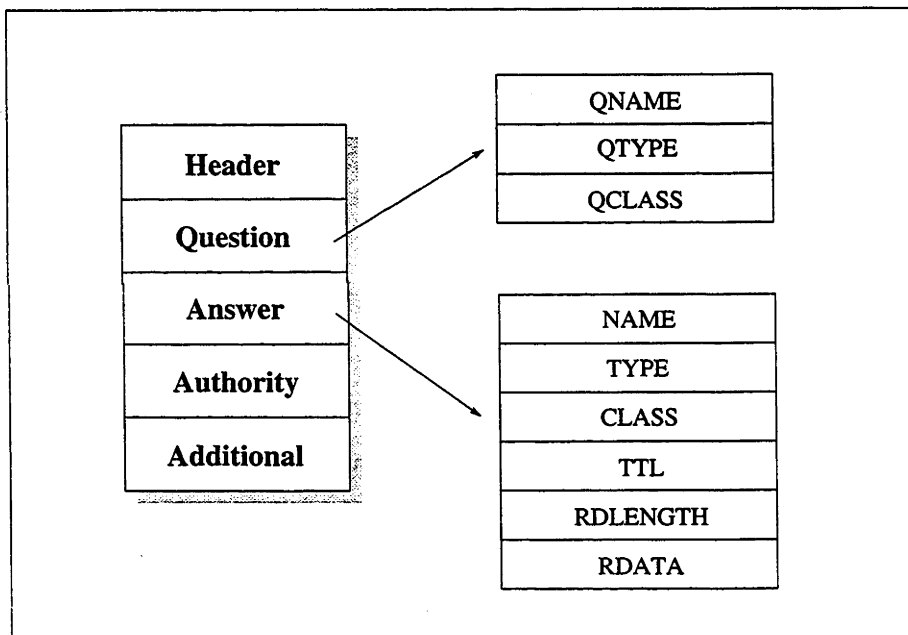 Header
Question
Answer
Authority
Additional
QNAME
QTYPE
QCLASS
NAME
TYPE
CLASS
TTL
RDLENGTH
RDATA